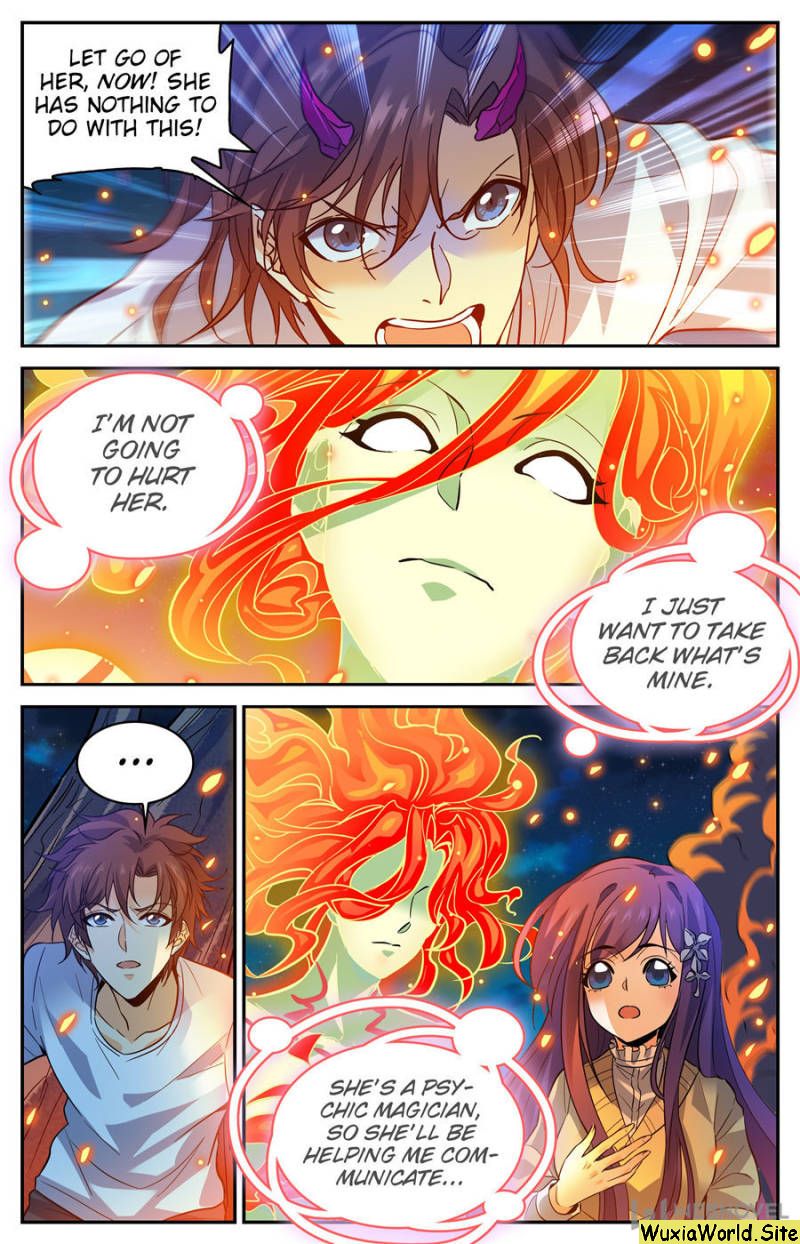 LET GO OF
HER, NOW! SHE
HAS NOTHING TO
DO WITH THIS!
I'M NOT
GOING
TO HURT
HER.
I JUST
WANT TO TAKE
BACK WHAT'S
MINE.
...
SHE'S A PSY-
CHIC MAGICIAN,
SO SHE'LL BE
HELPING ME COM-
MUNICATE...
WEBNOVEL
WuxiaWorld.Site